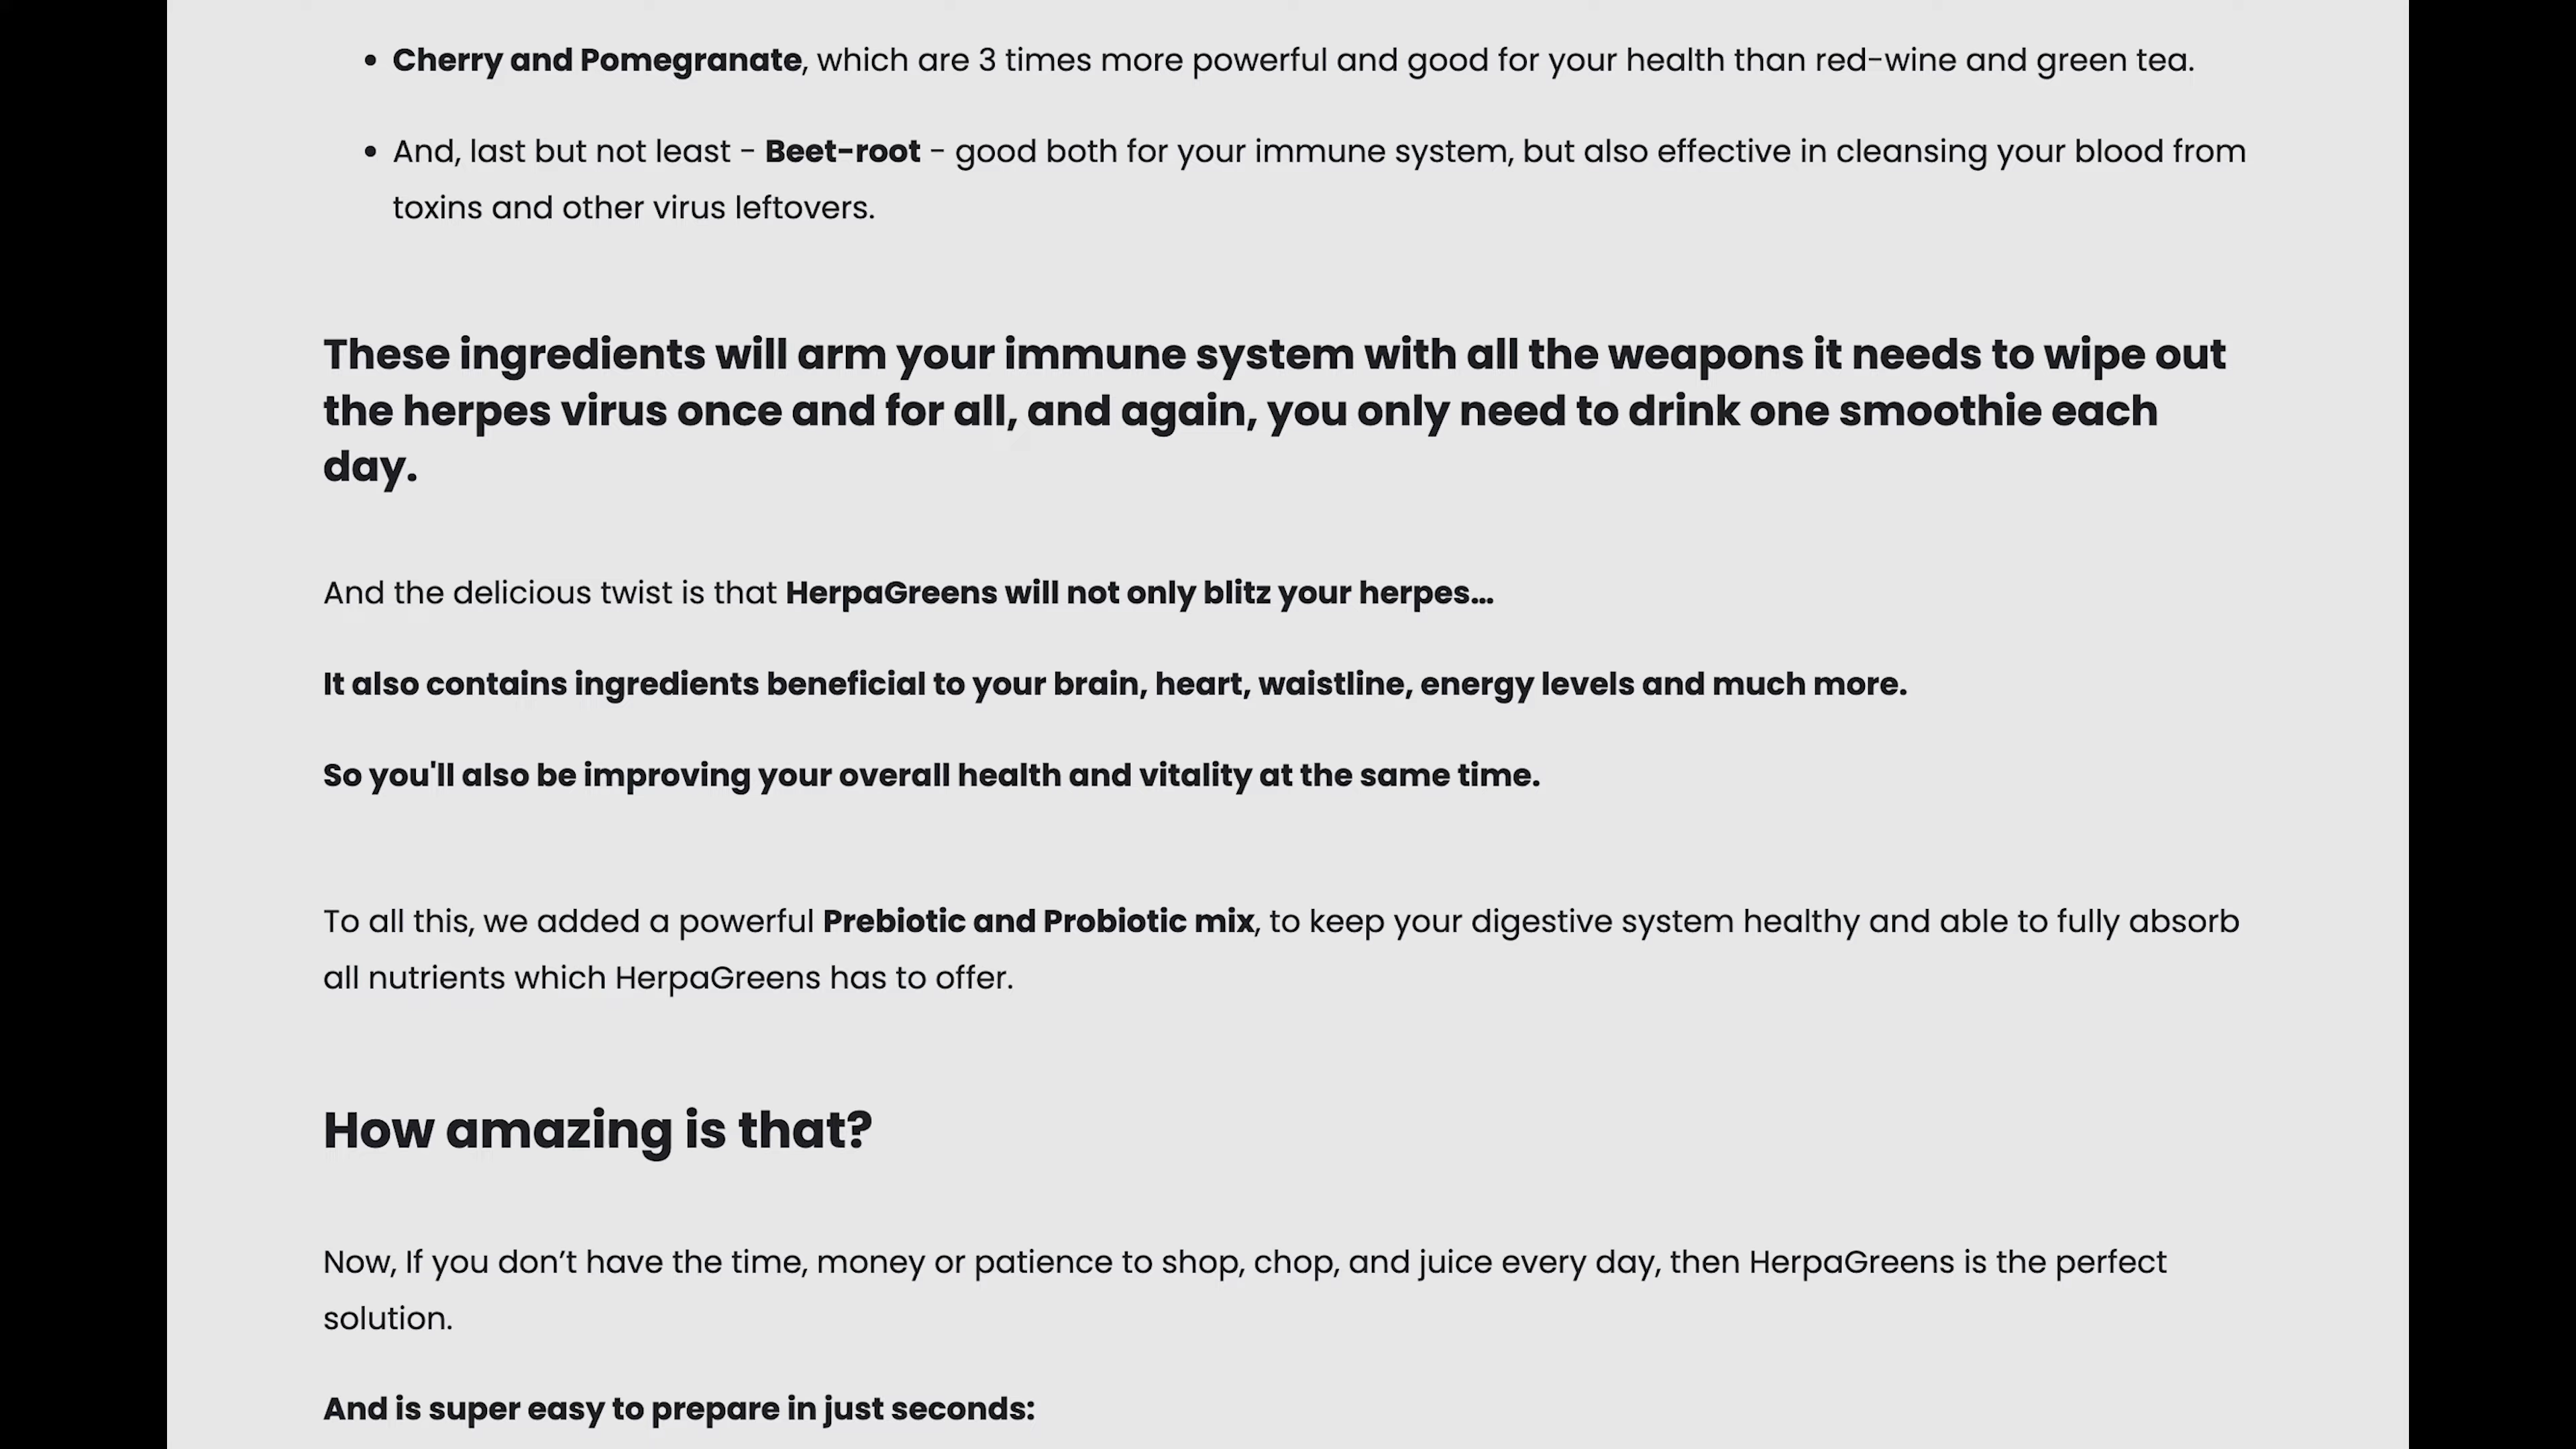 • Cherry and Pomegranate, which are 3 times more powerful and good for your health than red-wine and green tea.
• And, last but not least - Beet-root - good both for your immune system, but also effective in cleansing your blood from
toxins and other virus leftovers.
These ingredients will arm your immune system with all the weapons it needs to wipe out
the herpes virus once and for all, and again, you only need to drink one smoothie each
day.
And the delicious twist is that HerpaGreens will not only blitz your herpes...
It also contains ingredients beneficial to your brain, heart, waistline, energy levels and much more.
So you'll also be improving your overall health and vitality at the same time.
To all this, we added a powerful Prebiotic and Probiotic mix, to keep your digestive system healthy and able to fully absorb
all nutrients which HerpaGreens has to offer.
How amazing is that?
Now, If you don’t have the time, money or patience to shop, chop, and juice every day, then HerpaGreens is the perfect
solution.
And is super easy to prepare in just seconds: